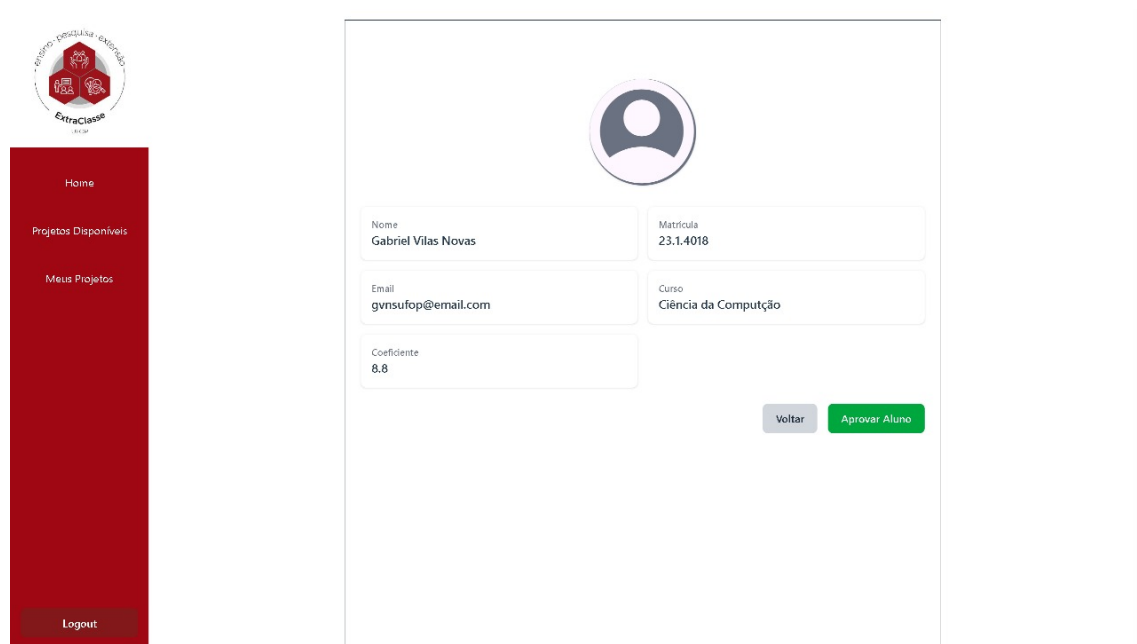 ensino · pesquisa · extensão
ExtraClasse
Home
Projetos Disponíveis
Meus Projetos
Logout
Nome
Gabriel Vilas Novas
Matrícula
23.1.4018
Email
gvnsufop@email.com
Curso
Ciência da Computção
Coeficiente
8.8
Voltar
Aprovar Aluno